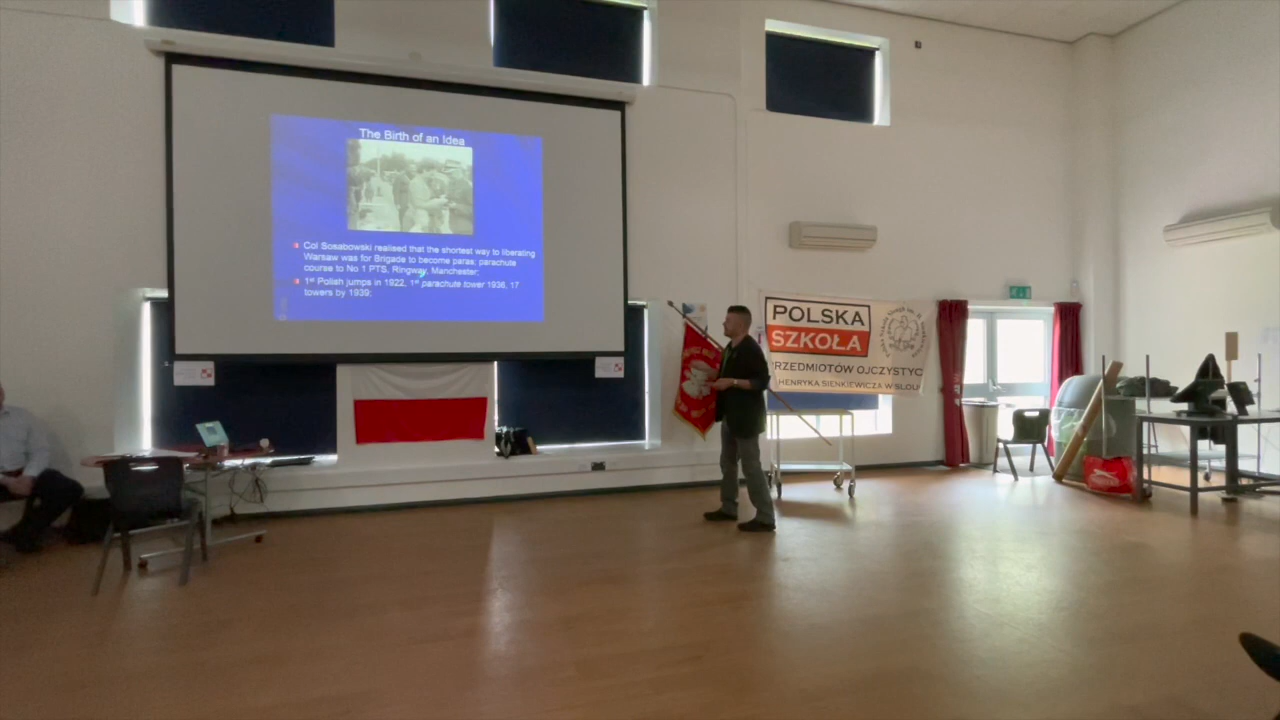 The Birth of an Idea
Col Sosabowski realised that the shortest way to liberating
Warsaw was for Brigade to become paras; parachute
course to No 1 PTS, Ringway, Manchester;
1st Polish jumps in 1922, 1st parachute tower 1936, 17
towers by 1939;
POLSKA
SZKOŁA
PRZEDMIOTÓW OJCZYSTYC
HENRYKA SIENKIEWICZA W SLOU